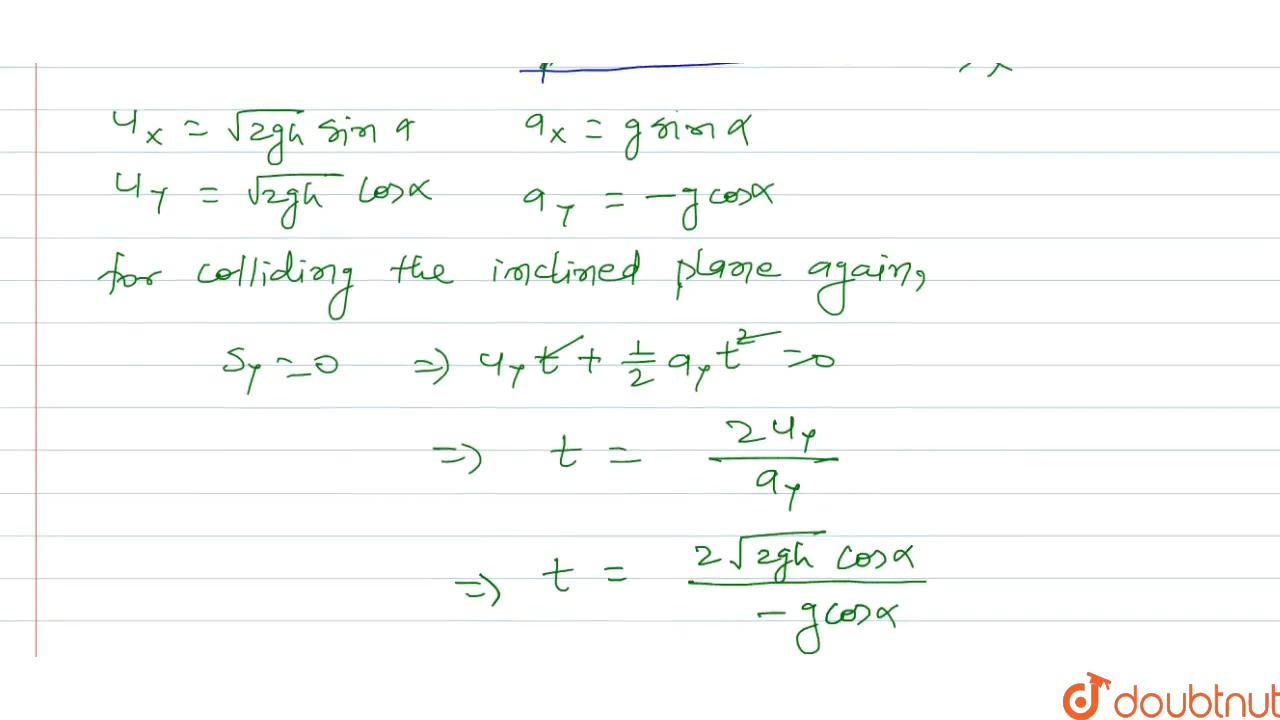 u_x = √2gh sin α a_x = g sin α
u_y = √2gh cos α a_y = -g cos α
for colliding the inclined plane again,
S_y = 0 ⇒ u_y t + 1/2 a_y t² = 0
⇒ t = 2u_y / a_y
⇒ t = 2√2gh cos α / -g cos α
doubtnut